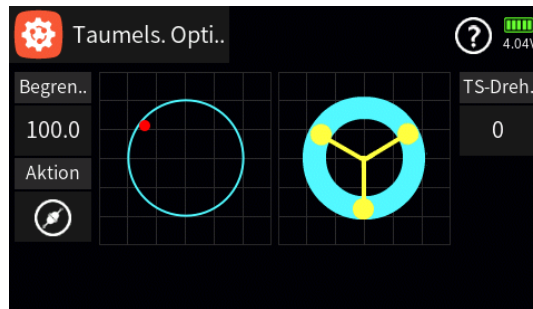 Taumels. Opti..
?
4.04V
Begren..
TS-Dreh.
100.0
0
Aktion